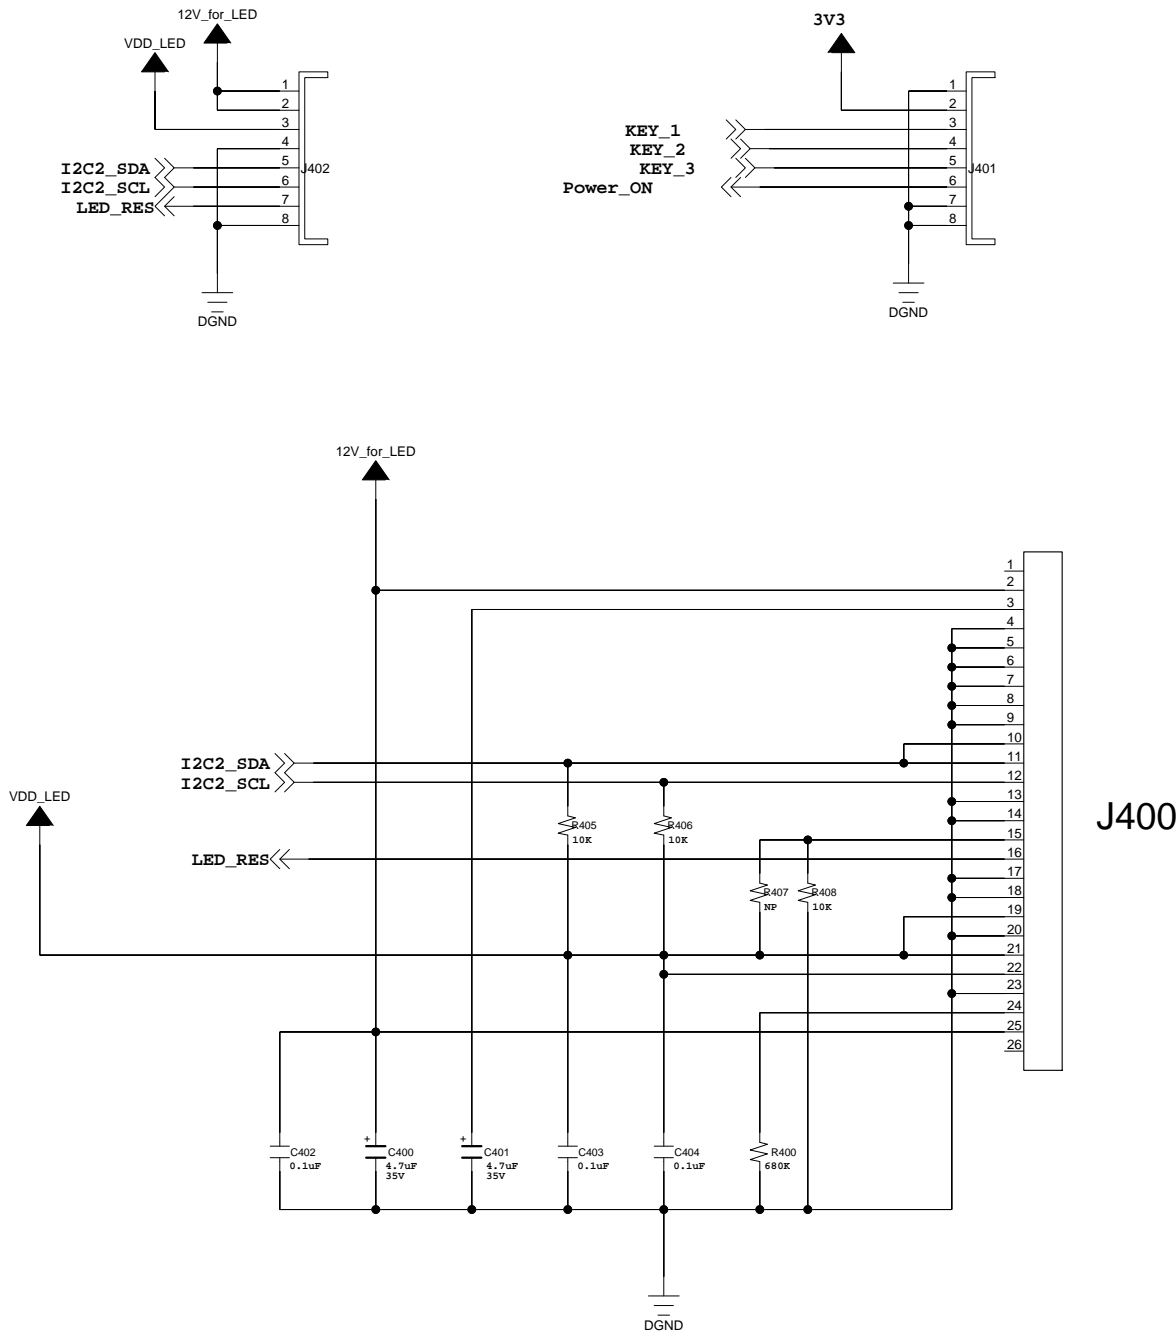 12V_for_LED
VDD_LED
1
2
3
4
5
6
7
8
J402
I2C2_SDA
I2C2_SCL
LED_RES
DGND
3V3
1
2
3
4
5
6
7
8
J401
KEY_1
KEY_2
KEY_3
Power_ON
DGND
12V_for_LED
1
2
3
4
5
6
7
8
9
10
11
12
13
14
15
16
17
18
19
20
21
22
23
24
25
26
J400
I2C2_SDA
I2C2_SCL
VDD_LED
R405
10K
R406
10K
LED_RES
R407
NP
R408
10K
C402
0.1uF
+
C400
4.7uF
35V
+
C401
4.7uF
35V
C403
0.1uF
C404
0.1uF
R400
680K
DGND